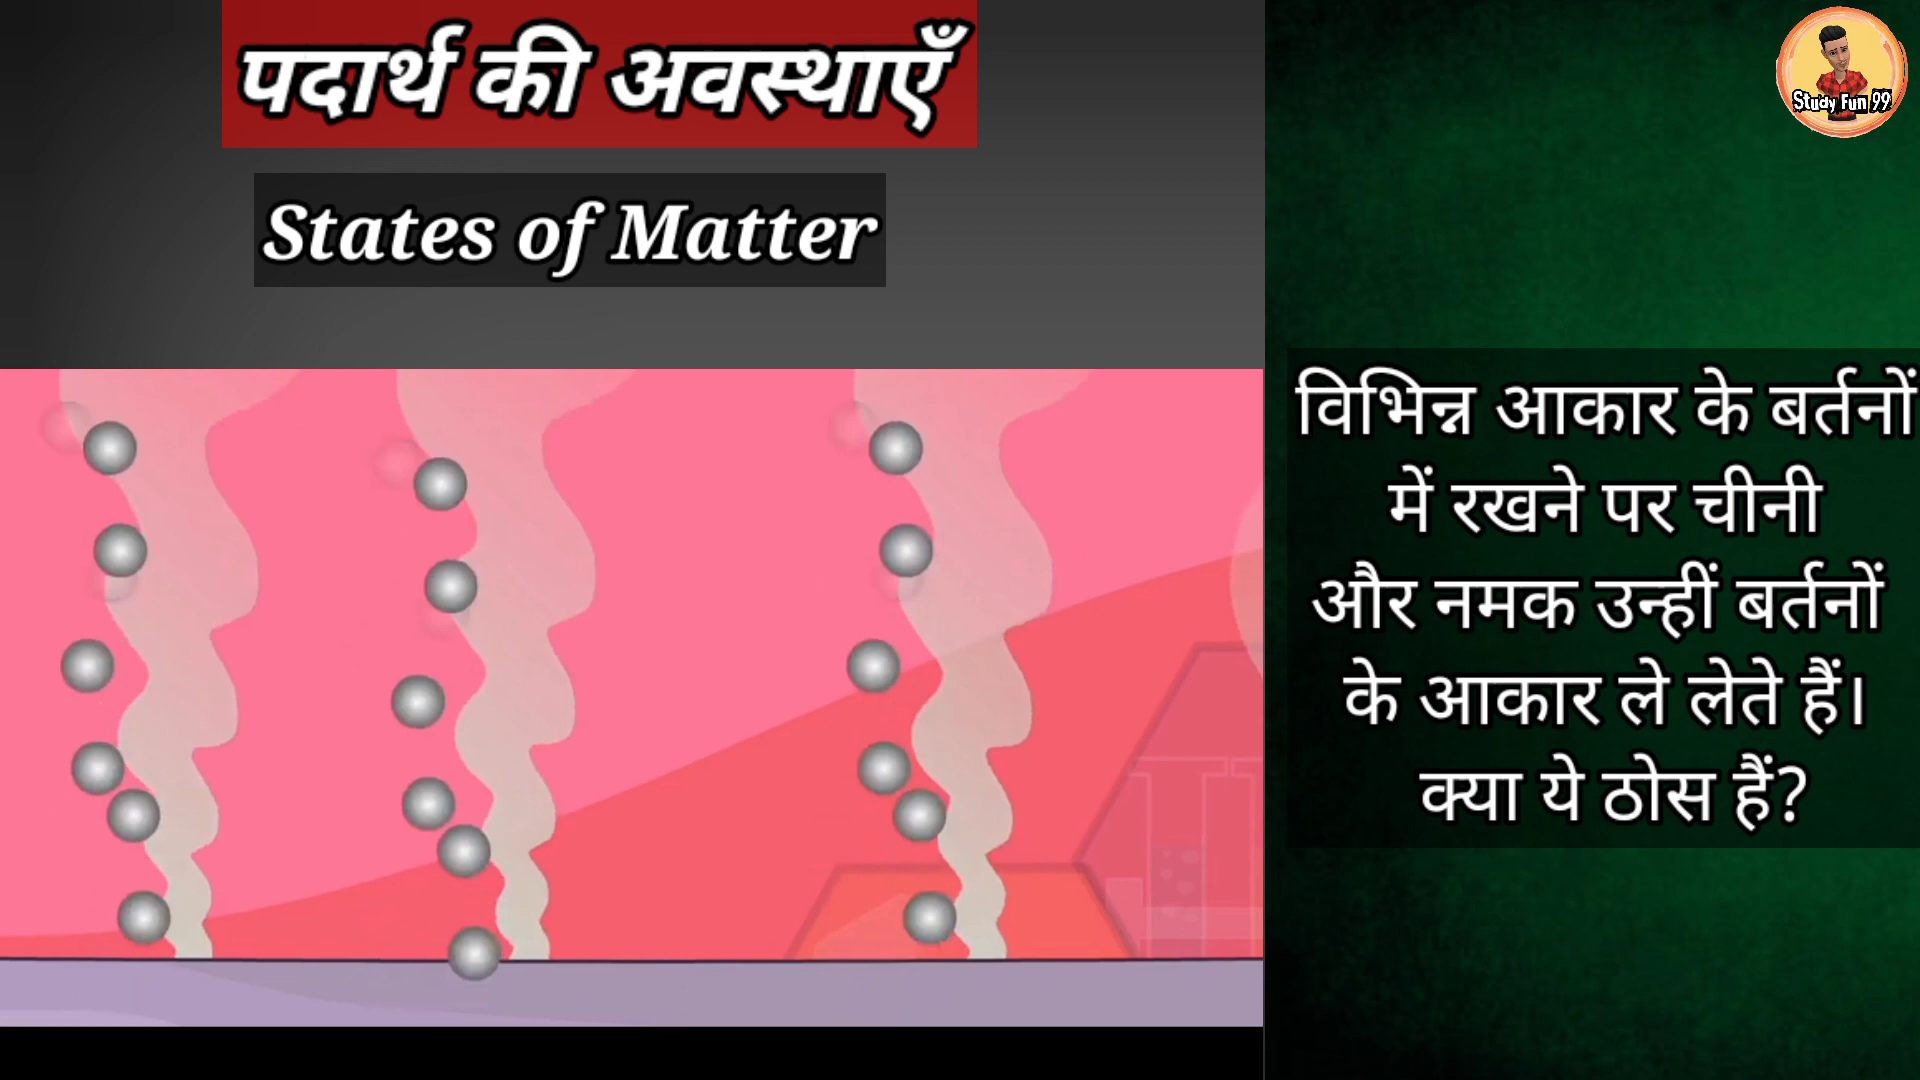 पदार्थ की अवस्थाएँ
States of Matter
Study Fun 99
विभिन्न आकार के बर्तनों
में रखने पर चीनी
और नमक उन्हीं बर्तनों
के आकार ले लेते हैं।
क्या ये ठोस हैं?